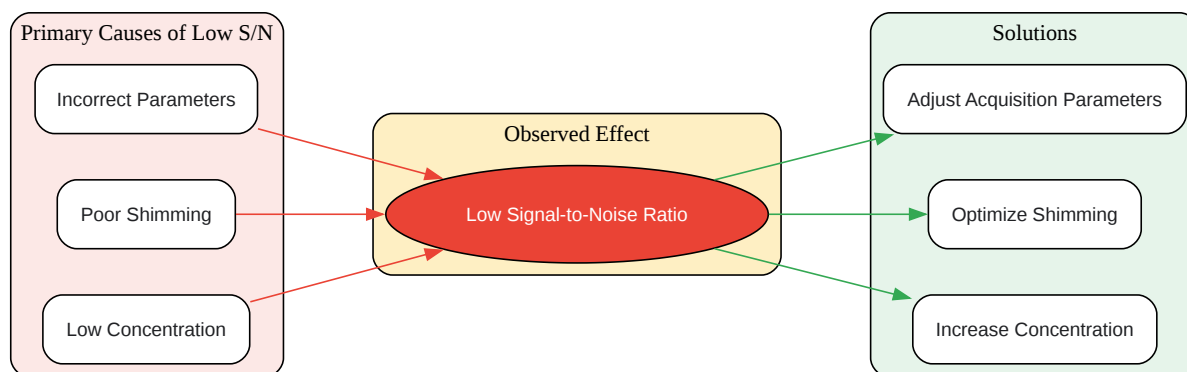 Primary Causes of Low S/N
Incorrect Parameters
Poor Shimming
Low Concentration
Observed Effect
Low Signal-to-Noise Ratio
Solutions
Adjust Acquisition Parameters
Optimize Shimming
Increase Concentration